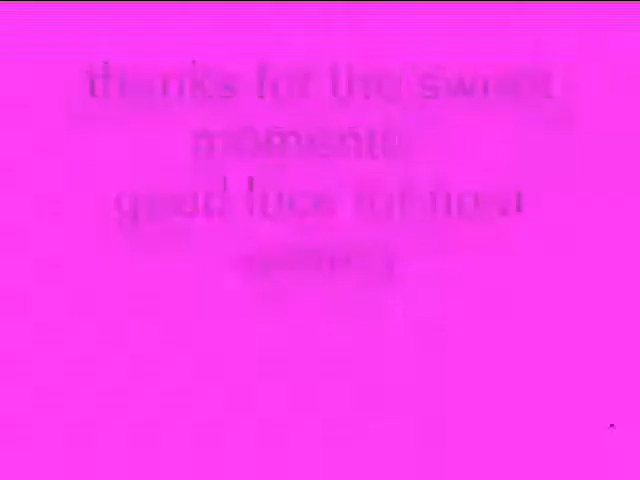 thanks for the sweet
moments
good luck for next